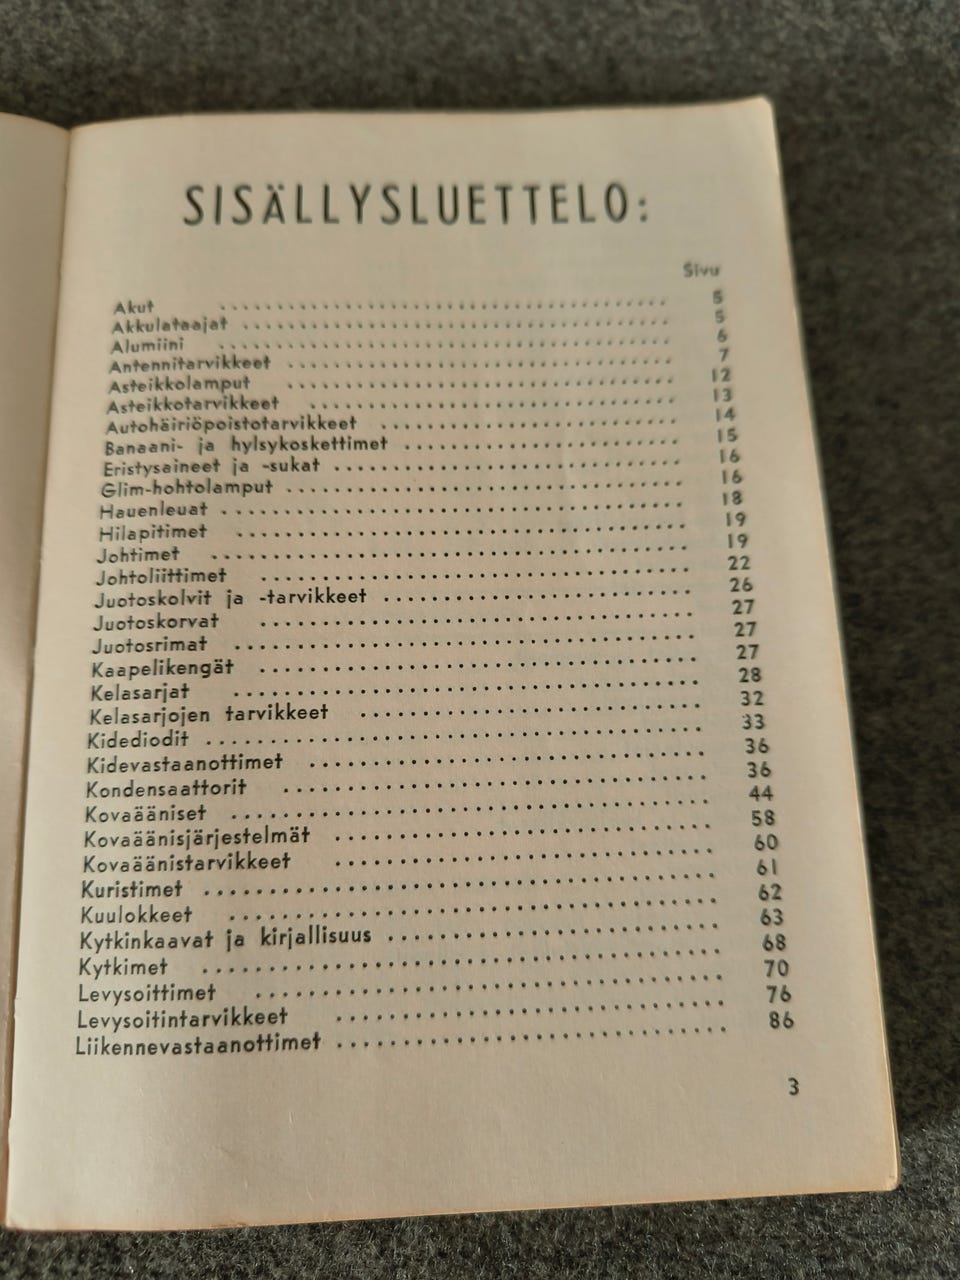 SISÄLLYSLUETTELO:
Sivu
Akut ........ 5
Akkulataajat ........ 5
Alumiini ........ 6
Antennitarvikkeet ........ 7
Asteikkolamput ........ 12
Asteikkotarvikkeet ........ 13
Autohäiriöpoistotarvikkeet ........ 14
Banaani- ja hylsykoskettimet ........ 15
Eristysaineet ja -sukat ........ 16
Glim-hohtolamput ........ 16
Hauenleuat ........ 18
Hilapitimet ........ 19
Johtimet ........ 19
Johtoliittimet ........ 22
Juotoskolvit ja -tarvikkeet ........ 26
Juotoskorvat ........ 27
Juotosrimat ........ 27
Kaapelikengät ........ 27
Kelasarjat ........ 28
Kelasarjojen tarvikkeet ........ 32
Kidediodit ........ 33
Kidevastaanottimet ........ 36
Kondensaattorit ........ 36
Kovaääniset ........ 44
Kovaäänisjärjestelmät ........ 58
Kovaäänistarvikkeet ........ 60
Kuristimet ........ 61
Kuulokkeet ........ 62
Kytkinkaavat ja kirjallisuus ........ 63
Kytkimet ........ 68
Levysoittimet ........ 70
Levysoitintarvikkeet ........ 76
Liikennevastaanottimet ........ 86
3